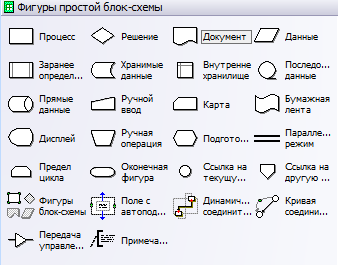 Фигуры простой блок-схемы
Процесс
Решение
Документ
Данные
Заранее определ...
Хранимые данные
Внутренне хранилище
Последо... данные
Прямые данные
Ручной ввод
Карта
Бумажная лента
Дисплей
Ручная операция
Подгото...
Паралле... режим
Предел цикла
Оконечная фигура
Ссылка на текущу...
Ссылка на другую ...
Фигуры блок-схемы
Поле с автопод...
Динамич... соединит...
Кривая соедини...
Передача управле...
Примеча...